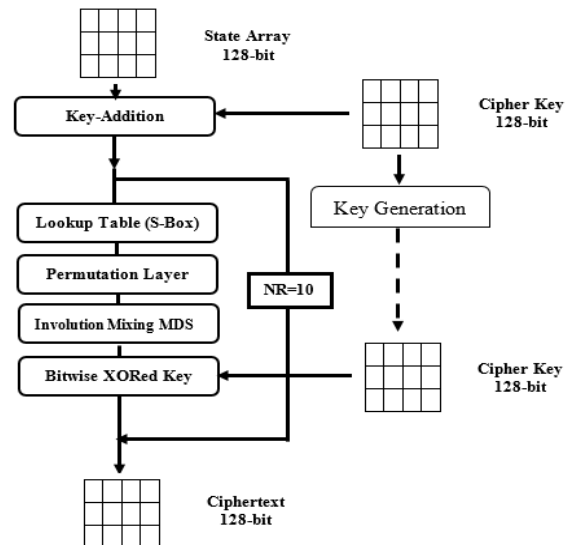 State Array
128-bit
Key-Addition
Cipher Key
128-bit
Key Generation
Lookup Table (S-Box)
Permutation Layer
NR=10
Involution Mixing MDS
Bitwise XORed Key
Cipher Key
128-bit
Ciphertext
128-bit